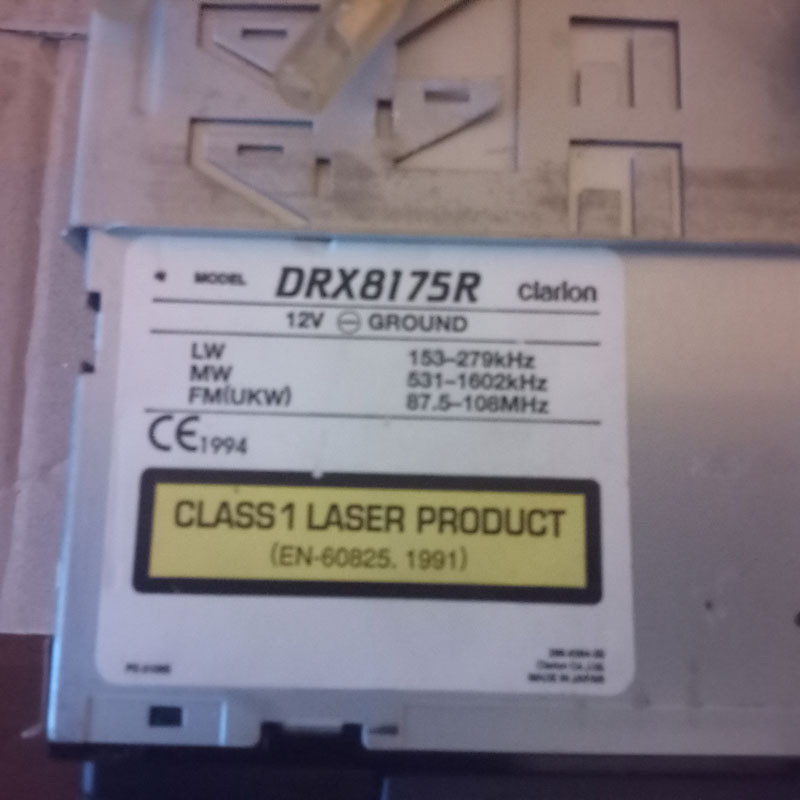 MODEL DRX8175R clarion
12V ⊖ GROUND
LW 153-279kHz
MW 531-1602kHz
FM(UKW) 87.5-108MHz
CE1994
CLASS 1 LASER PRODUCT
(EN-60825, 1991)
Clarion Co.,Ltd.
MADE IN JAPAN